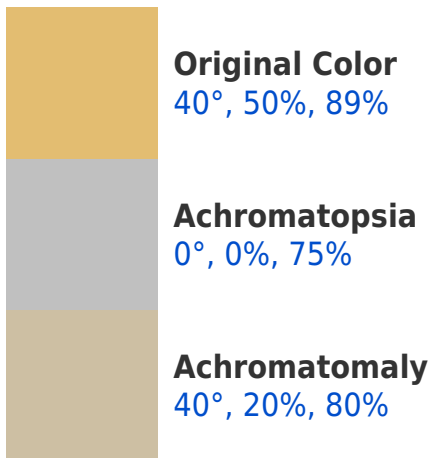 Original Color
40°, 50%, 89%
Achromatopsia
0°, 0%, 75%
Achromatomaly
40°, 20%, 80%